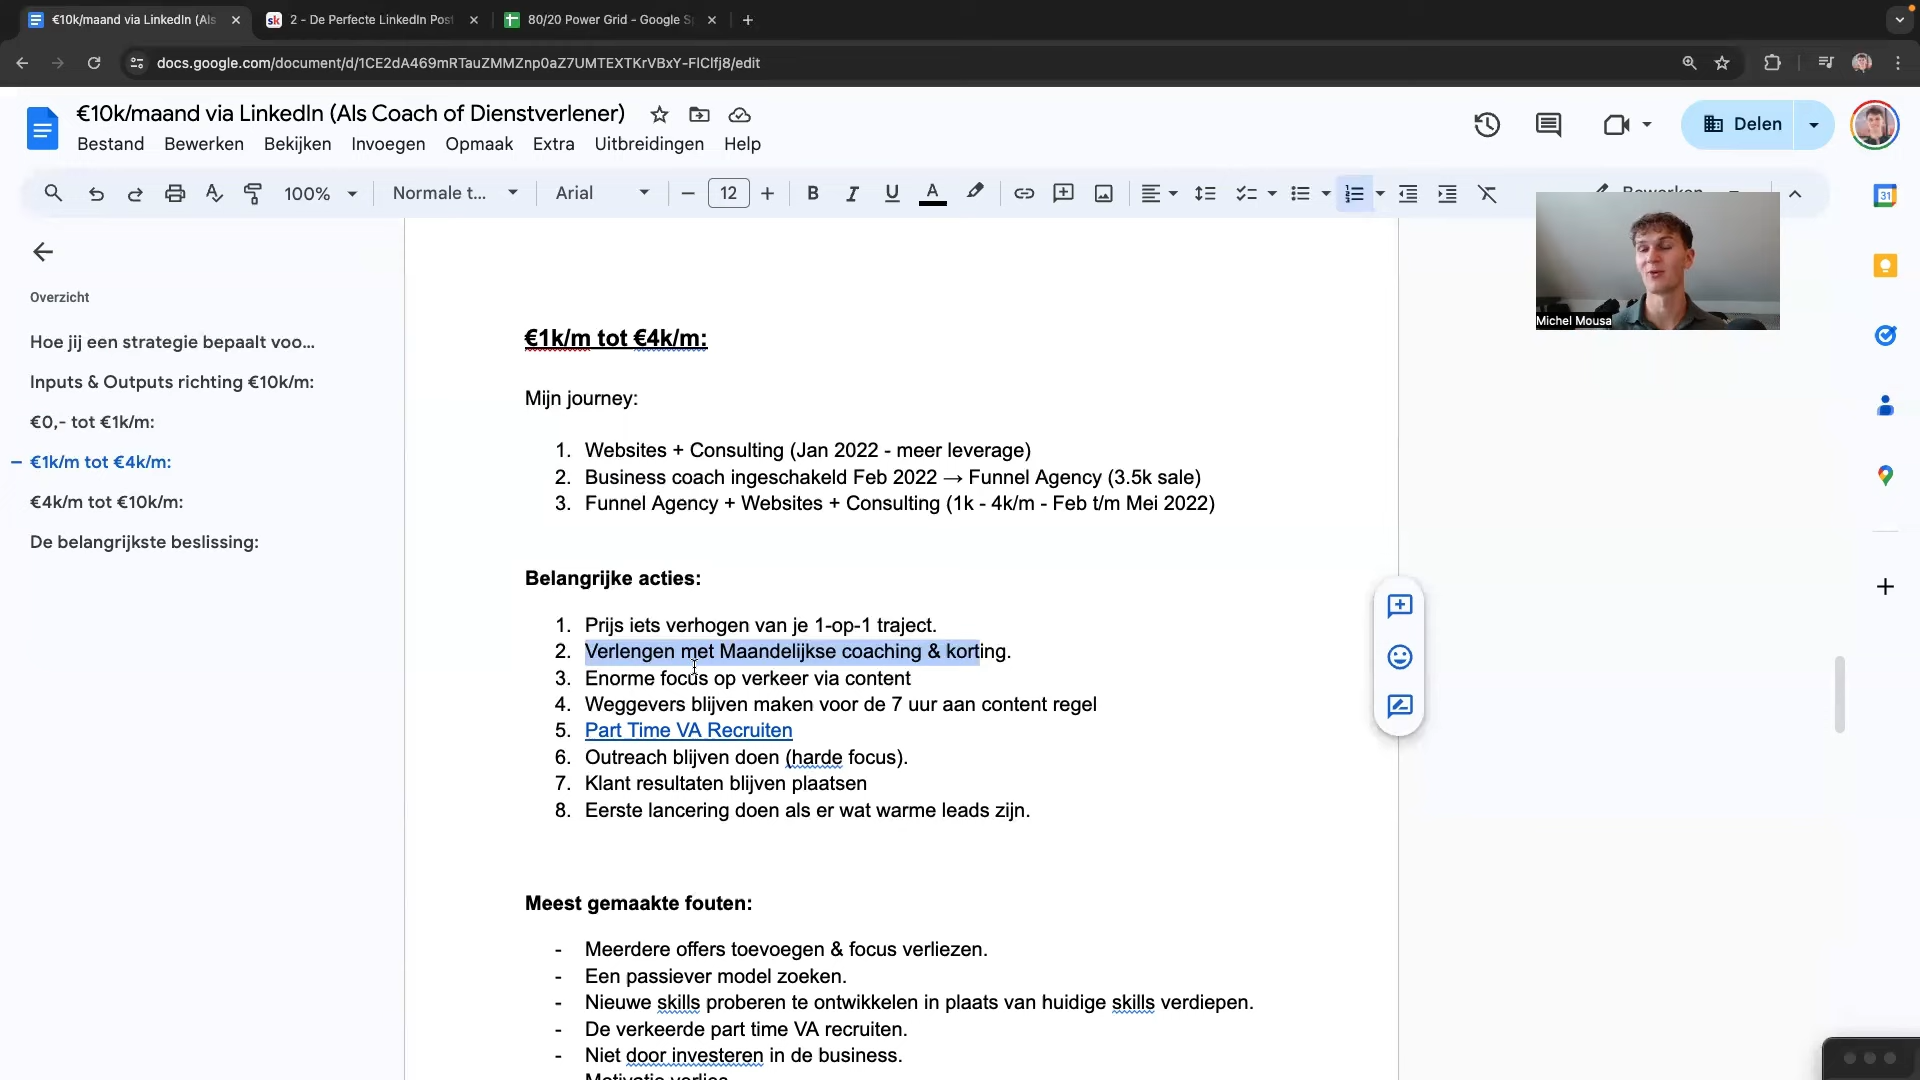 €10k/maand via LinkedIn (Als
2 - De Perfecte LinkedIn Post
80/20 Power Grid - Google S
docs.google.com/document/d/1CE2dA469mRTauZMMZnp0aZ7UMTEXTKrVBxY-FlClfj8/edit
€10k/maand via LinkedIn (Als Coach of Dienstverlener)
Bestand Bewerken Bekijken Invoegen Opmaak Extra Uitbreidingen Help
Delen
100% Normale t... Arial 12
Bewerken
Michel Mousa
Overzicht
Hoe jij een strategie bepaalt voo...
Inputs & Outputs richting €10k/m:
€0,- tot €1k/m:
€1k/m tot €4k/m:
€4k/m tot €10k/m:
De belangrijkste beslissing:
€1k/m tot €4k/m:
Mijn journey:
1. Websites + Consulting (Jan 2022 - meer leverage)
2. Business coach ingeschakeld Feb 2022 → Funnel Agency (3.5k sale)
3. Funnel Agency + Websites + Consulting (1k - 4k/m - Feb t/m Mei 2022)
Belangrijke acties:
1. Prijs iets verhogen van je 1-op-1 traject.
2. Verlengen met Maandelijkse coaching & korting.
3. Enorme focus op verkeer via content
4. Weggevers blijven maken voor de 7 uur aan content regel
5. Part Time VA Recruiten
6. Outreach blijven doen (harde focus).
7. Klant resultaten blijven plaatsen
8. Eerste lancering doen als er wat warme leads zijn.
Meest gemaakte fouten:
- Meerdere offers toevoegen & focus verliezen.
- Een passiever model zoeken.
- Nieuwe skills proberen te ontwikkelen in plaats van huidige skills verdiepen.
- De verkeerde part time VA recruiten.
- Niet door investeren in de business.
Motivatie verlies